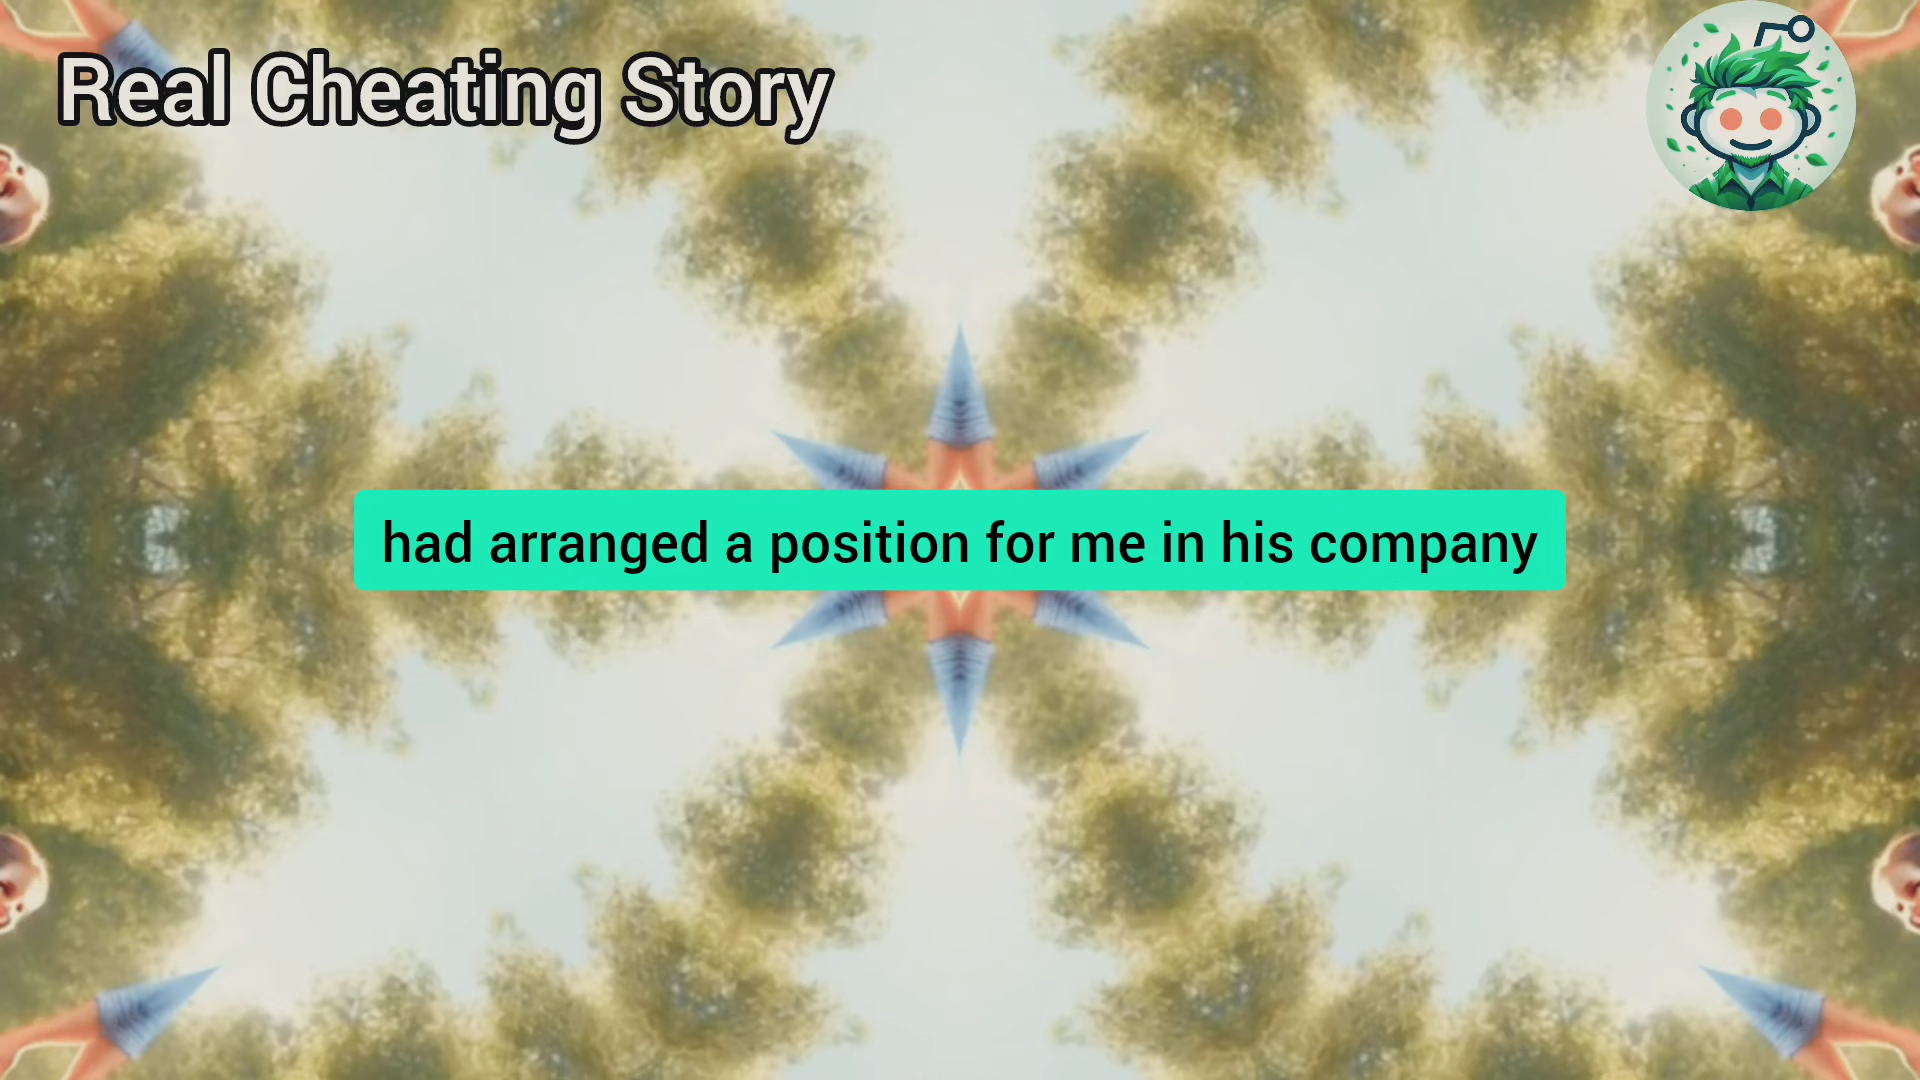 Real Cheating Story
had arranged a position for me in his company